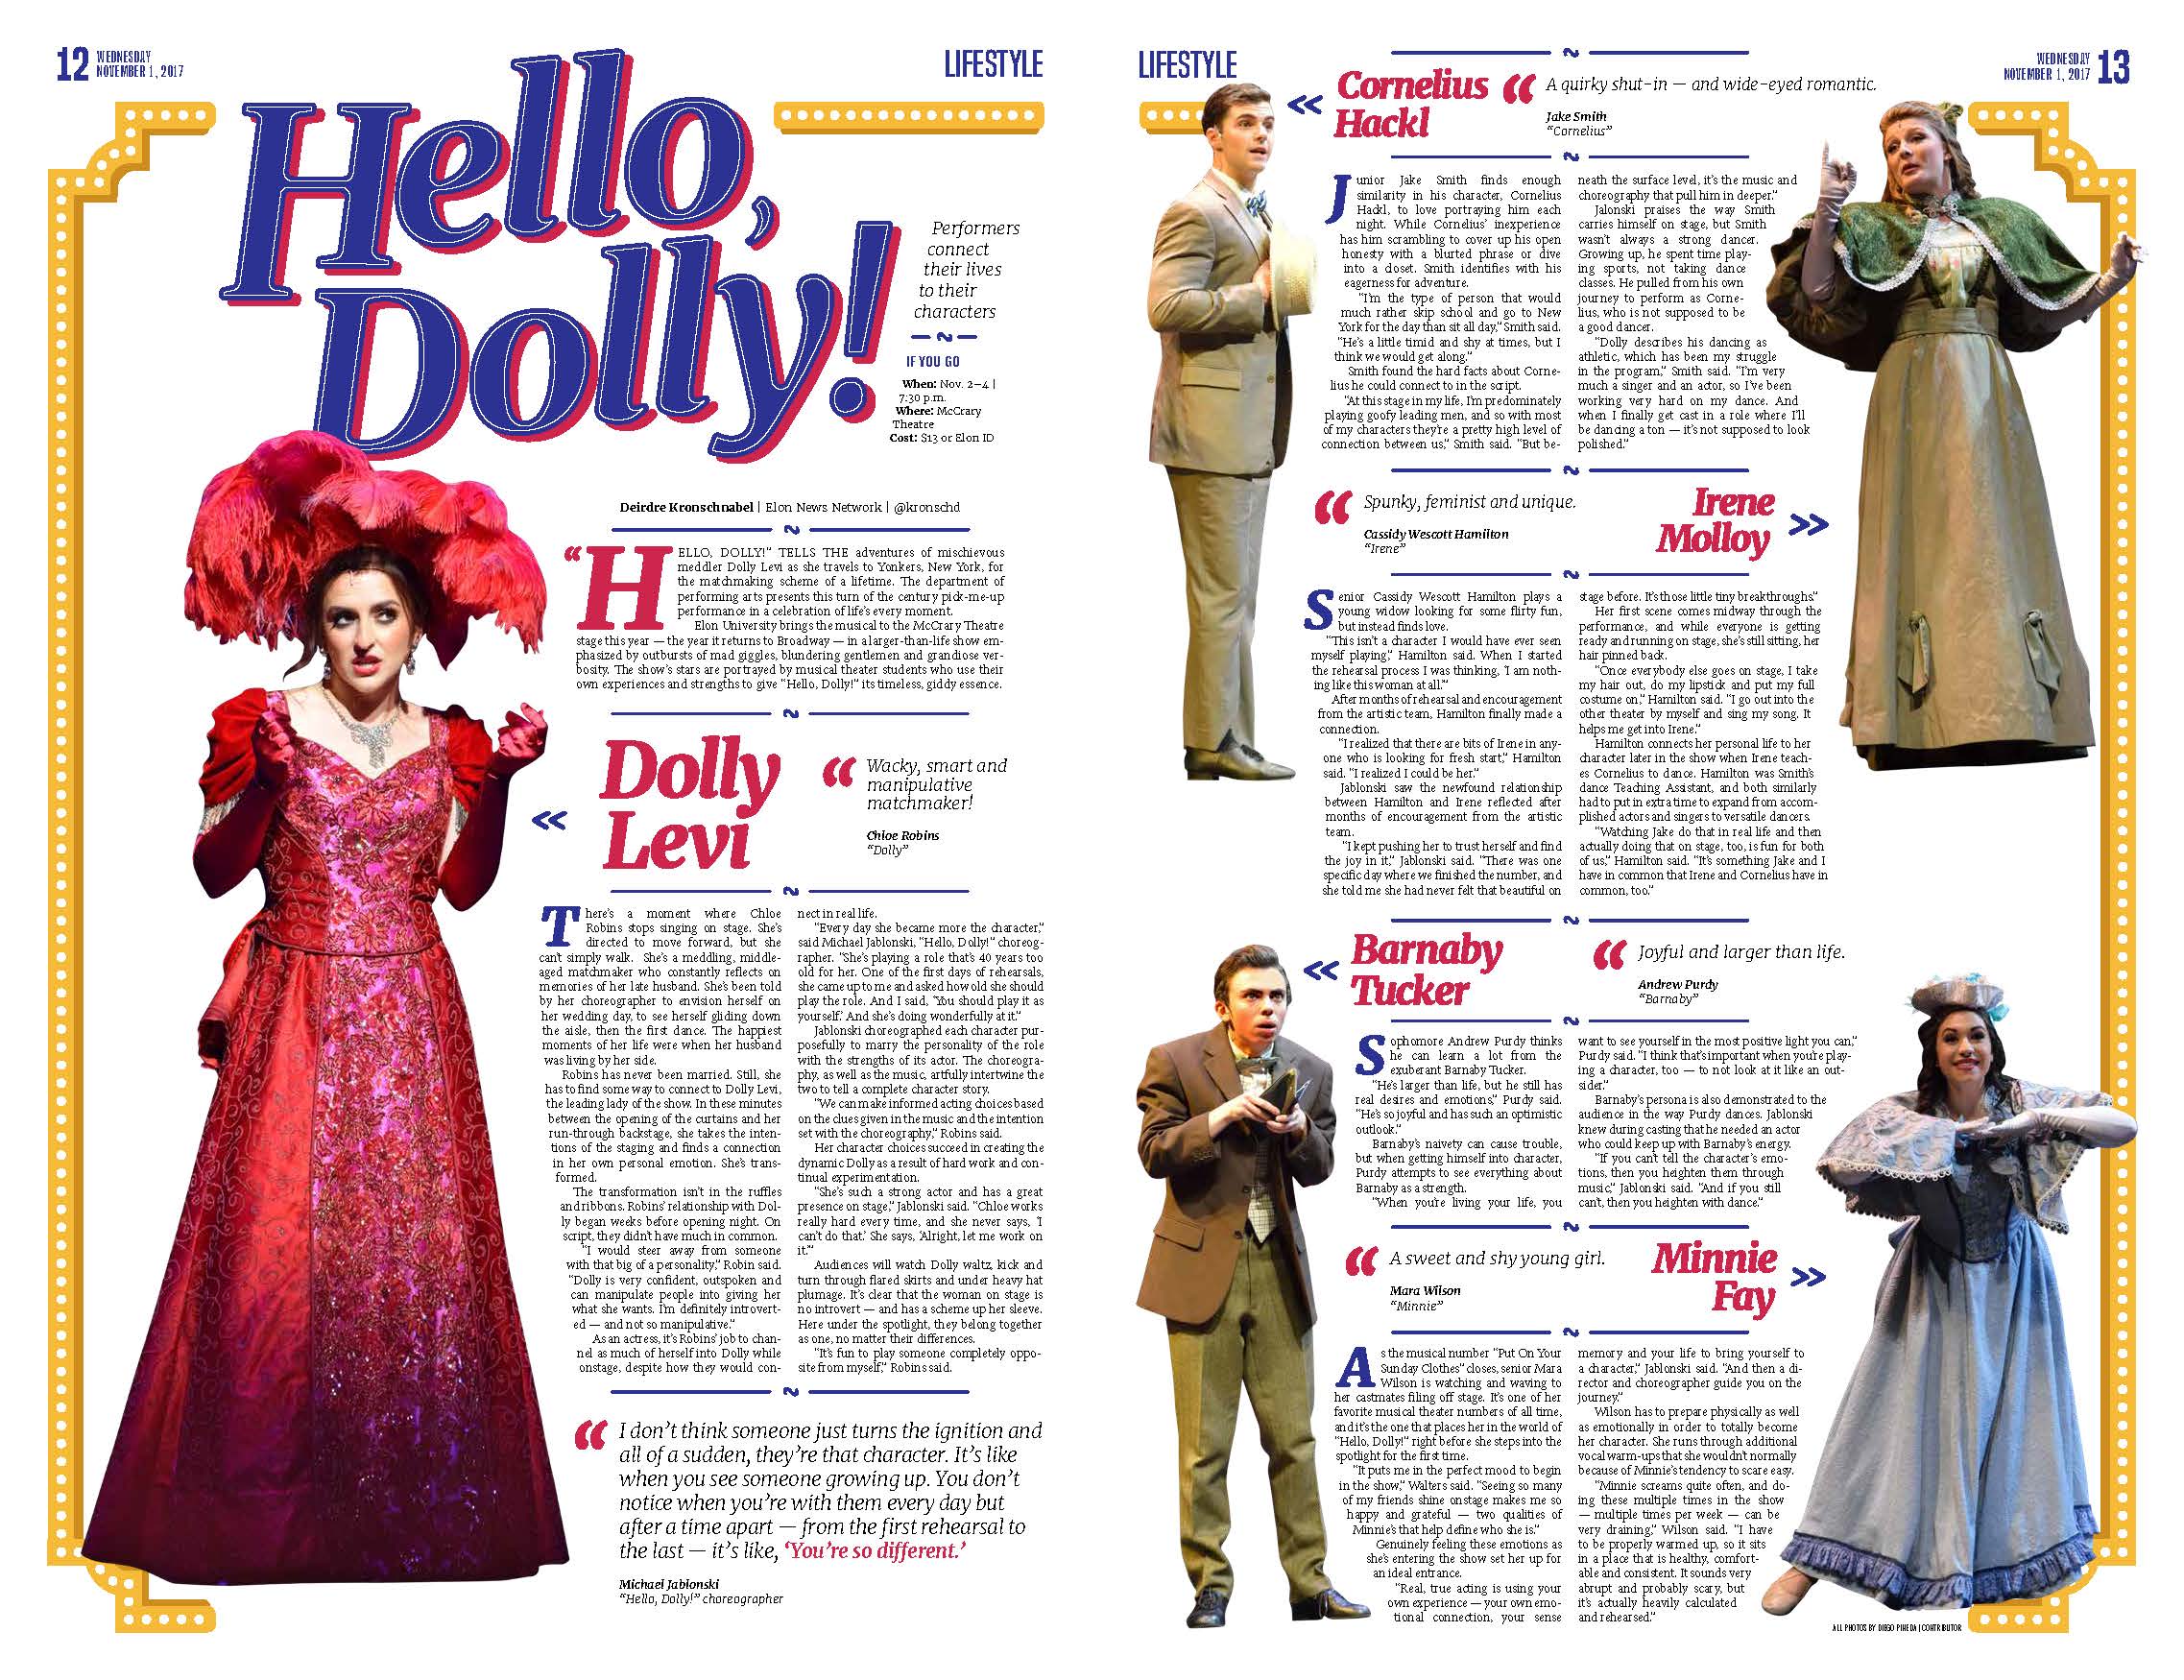 12
WEDNESDAY
NOVEMBER 1, 2017
LIFESTYLE
Hello,
Dolly!
Performers
connect
their lives
to their
characters
IF YOU GO
When: Nov. 2–4 |
7:30 p.m.
Where: McCrary
Theatre
Cost: $13 or Elon ID
Deirdre Kronschnabel | Elon News Network | @kronschd
“HELLO, DOLLY!” TELLS THE adventures of mischievous
meddler Dolly Levi as she travels to Yonkers, New York, for
the matchmaking scheme of a lifetime. The department of
performing arts presents this turn of the century pick-me-up
performance in a celebration of life’s every moment.
Elon University brings the musical to the McCrary Theatre
stage this year — the year it returns to Broadway — in a larger-than-life show em-
phasized by outbursts of mad giggles, blundering gentlemen and grandiose ver-
bosity. The show’s stars are portrayed by musical theater students who use their
own experiences and strengths to give “Hello, Dolly!” its timeless, giddy essence.
«
Dolly
Levi
“ Wacky, smart and
manipulative
matchmaker!
Chloe Robins
“Dolly”
There’s a moment where Chloe
Robins stops singing on stage. She’s
directed to move forward, but she
can’t simply walk. She’s a meddling, middle-
aged matchmaker who constantly reflects on
memories of her late husband. She’s been told
by her choreographer to envision herself on
her wedding day, to see herself gliding down
the aisle, then the first dance. The happiest
moments of her life were when her husband
was living by her side.
Robins has never been married. Still, she
has to find some way to connect to Dolly Levi,
the leading lady of the show. In these minutes
between the opening of the curtains and her
run-through backstage, she takes the inten-
tions of the staging and finds a connection
in her own personal emotion. She’s trans-
formed.
The transformation isn’t in the ruffles
and ribbons. Robins’ relationship with Dol-
ly began weeks before opening night. On
script, they didn’t have much in common.
“I would steer away from someone
with that big of a personality,” Robin said.
“Dolly is very confident, outspoken and
can manipulate people into giving her
what she wants. I’m definitely introvert-
ed — and not so manipulative.”
As an actress, it’s Robins’ job to chan-
nel as much of herself into Dolly while
onstage, despite how they would con-
nect in real life.
“Every day she became more the character,”
said Michael Jablonski, “Hello, Dolly!” choreog-
rapher. “She’s playing a role that’s 40 years too
old for her. One of the first days of rehearsals,
she came up to me and asked how old she should
play the role. And I said, ‘You should play it as
yourself.’ And she’s doing wonderfully at it.”
Jablonski choreographed each character pur-
posefully to marry the personality of the role
with the strengths of its actor. The choreogra-
phy, as well as the music, artfully intertwine the
two to tell a complete character story.
“We can make informed acting choices based
on the clues given in the music and the intention
set with the choreography,” Robins said.
Her character choices succeed in creating the
dynamic Dolly as a result of hard work and con-
tinual experimentation.
“She’s such a strong actor and has a great
presence on stage,” Jablonski said. “Chloe works
really hard every time, and she never says, ‘I
can’t do that.’ She says, ‘Alright, let me work on
it.’”
Audiences will watch Dolly waltz, kick and
turn through flared skirts and under heavy hat
plumage. It’s clear that the woman on stage is
no introvert — and has a scheme up her sleeve.
Here under the spotlight, they belong together
as one, no matter their differences.
“It’s fun to play someone completely oppo-
site from myself,” Robins said.
“ I don’t think someone just turns the ignition and
all of a sudden, they’re that character. It’s like
when you see someone growing up. You don’t
notice when you’re with them every day but
after a time apart — from the first rehearsal to
the last — it’s like, ‘You’re so different.’
Michael Jablonski
“Hello, Dolly!” choreographer
LIFESTYLE
WEDNESDAY
NOVEMBER 1, 2017
13
«
Cornelius
Hackl
“ A quirky shut-in — and wide-eyed romantic.
Jake Smith
“Cornelius”
Junior Jake Smith finds enough
similarity in his character, Cornelius
Hackl, to love portraying him each
night. While Cornelius’ inexperience
has him scrambling to cover up his open
honesty with a blurted phrase or dive
into a closet. Smith identifies with his
eagerness for adventure.
“I’m the type of person that would
much rather skip school and go to New
York for the day than sit all day,” Smith said.
“He’s a little timid and shy at times, but I
think we would get along.”
Smith found the hard facts about Corne-
lius he could connect to in the script.
“At this stage in my life, I’m predominately
playing goofy leading men, and so with most
of my characters they’re a pretty high level of
connection between us,” Smith said. “But be-
neath the surface level, it’s the music and
choreography that pull him in deeper.”
Jalonski praises the way Smith
carries himself on stage, but Smith
wasn’t always a strong dancer.
Growing up, he spent time play-
ing sports, not taking dance
classes. He pulled from his own
journey to perform as Corne-
lius, who is not supposed to be
a good dancer.
“Dolly describes his dancing as
athletic, which has been my struggle
in the program,” Smith said. “I’m very
much a singer and an actor, so I’ve been
working very hard on my dance. And
when I finally get cast in a role where I’ll
be dancing a ton — it’s not supposed to look
polished.”
“ Spunky, feminist and unique.
Cassidy Wescott Hamilton
“Irene”
Irene
Molloy
»
Senior Cassidy Wescott Hamilton plays a
young widow looking for some flirty fun,
but instead finds love.
“This isn’t a character I would have ever seen
myself playing,” Hamilton said. When I started
the rehearsal process I was thinking, ‘I am noth-
ing like this woman at all.’”
After months of rehearsal and encouragement
from the artistic team, Hamilton finally made a
connection.
“I realized that there are bits of Irene in any-
one who is looking for fresh start,” Hamilton
said. “I realized I could be her.”
Jablonski saw the newfound relationship
between Hamilton and Irene reflected after
months of encouragement from the artistic
team.
“I kept pushing her to trust herself and find
the joy in it,” Jablonski said. “There was one
specific day where we finished the number, and
she told me she had never felt that beautiful on
stage before. It’s those little tiny breakthroughs.”
Her first scene comes midway through the
performance, and while everyone is getting
ready and running on stage, she’s still sitting, her
hair pinned back.
“Once everybody else goes on stage, I take
my hair out, do my lipstick and put my full
costume on,” Hamilton said. “I go out into the
other theater by myself and sing my song. It
helps me get into Irene.”
Hamilton connects her personal life to her
character later in the show when Irene teach-
es Cornelius to dance. Hamilton was Smith’s
dance Teaching Assistant, and both similarly
had to put in extra time to expand from accom-
plished actors and singers to versatile dancers.
“Watching Jake do that in real life and then
actually doing that on stage, too, is fun for both
of us,” Hamilton said. “It’s something Jake and I
have in common that Irene and Cornelius have in
common, too.”
«
Barnaby
Tucker
“ Joyful and larger than life.
Andrew Purdy
“Barnaby”
Sophomore Andrew Purdy thinks
he can learn a lot from the
exuberant Barnaby Tucker.
“He’s larger than life, but he still has
real desires and emotions,” Purdy said.
“He’s so joyful and has such an optimistic
outlook.”
Barnaby’s naivety can cause trouble,
but when getting himself into character,
Purdy attempts to see everything about
Barnaby as a strength.
“When you’re living your life, you
want to see yourself in the most positive light you can,”
Purdy said. “I think that’s important when you’re play-
ing a character, too — to not look at it like an out-
sider.”
Barnaby’s persona is also demonstrated to the
audience in the way Purdy dances. Jablonski
knew during casting that he needed an actor
who could keep up with Barnaby’s energy.
“If you can’t tell the character’s emo-
tions, then you heighten them through
music,” Jablonski said. “And if you still
can’t, then you heighten with dance.”
“ A sweet and shy young girl.
Mara Wilson
“Minnie”
Minnie
Fay
»
As the musical number “Put On Your
Sunday Clothes” closes, senior Mara
Wilson is watching and waving to
her castmates filing off stage. It’s one of her
favorite musical theater numbers of all time,
and it’s the one that places her in the world of
“Hello, Dolly!” right before she steps into the
spotlight for the first time.
“It puts me in the perfect mood to begin
in the show,” Walters said. “Seeing so many
of my friends shine onstage makes me so
happy and grateful — two qualities of
Minnie’s that help define who she is.”
Genuinely feeling these emotions as
she’s entering the show set her up for
an ideal entrance.
“Real, true acting is using your
own experience — your own emo-
tional connection, your sense
memory and your life to bring yourself to
a character,” Jablonski said. “And then a di-
rector and choreographer guide you on the
journey.”
Wilson has to prepare physically as well
as emotionally in order to totally become
her character. She runs through additional
vocal warm-ups that she wouldn’t normally
because of Minnie’s tendency to scare easy.
“Minnie screams quite often, and do-
ing these multiple times in the show
— multiple times per week — can be
very draining,” Wilson said. “I have
to be properly warmed up, so it sits
in a place that is healthy, comfort-
able and consistent. It sounds very
abrupt and probably scary, but
it’s actually heavily calculated
and rehearsed.”
ALL PHOTOS BY DIEGO PINEDA | CONTRIBUTOR